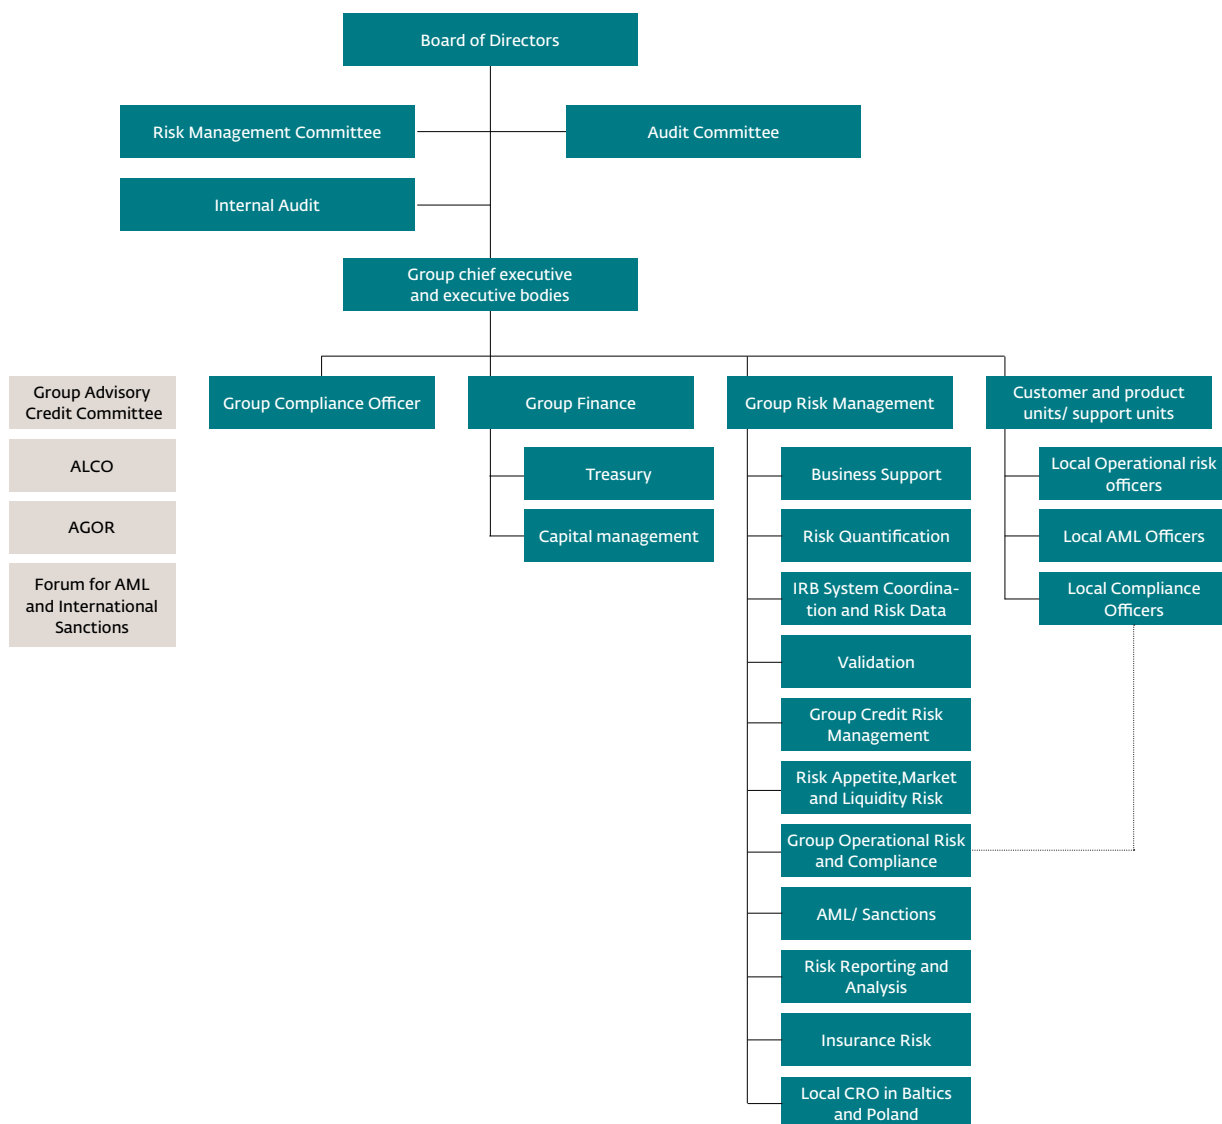 Board of Directors
Risk Management Committee
Audit Committee
Internal Audit
Group chief executive
and executive bodies
Group Advisory
Credit Committee
ALCO
AGOR
Forum for AML
and International
Sanctions
Group Compliance Officer
Group Finance
Treasury
Capital management
Group Risk Management
Business Support
Risk Quantification
IRB System Coordina-
tion and Risk Data
Validation
Group Credit Risk
Management
Risk Appetite,Market
and Liquidity Risk
Group Operational Risk
and Compliance
AML/ Sanctions
Risk Reporting and
Analysis
Insurance Risk
Local CRO in Baltics
and Poland
Customer and product
units/ support units
Local Operational risk
officers
Local AML Officers
Local Compliance
Officers